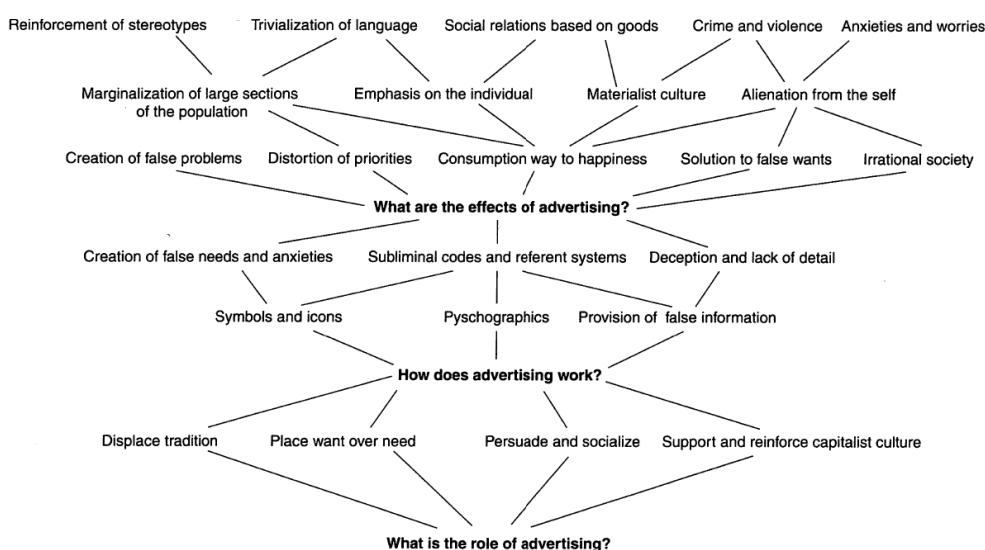 Reinforcement of stereotypes Trivialization of language Social relations based on goods Crime and violence Anxieties and worries
Marginalization of large sections of the population Emphasis on the individual Materialist culture Alienation from the self
Creation of false problems Distortion of priorities Consumption way to happiness Solution to false wants Irrational society
What are the effects of advertising?
Creation of false needs and anxieties Subliminal codes and referent systems Deception and lack of detail
Symbols and icons Pyschographics Provision of false information
How does advertising work?
Displace tradition Place want over need Persuade and socialize Support and reinforce capitalist culture
What is the role of advertising?